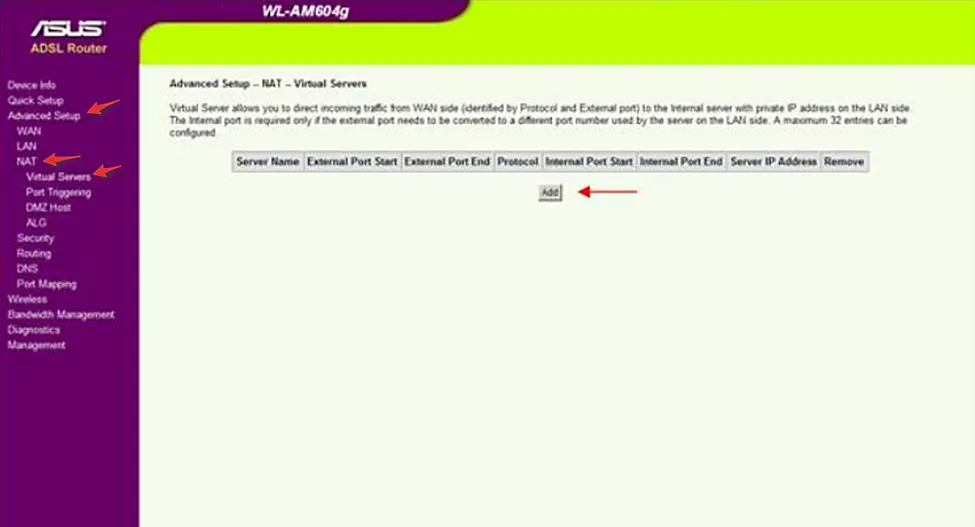 WL-AM604g
ASUS
ADSL Router
Device Info
Quick Setup
Advanced Setup
WAN
LAN
NAT
Virtual Servers
Port Triggering
DMZ Host
ALG
Security
Routing
DNS
Port Mapping
Wireless
Bandwidth Management
Diagnostics
Management
Advanced Setup -- NAT -- Virtual Servers
Virtual Server allows you to direct incoming traffic from WAN side (identified by Protocol and External port) to the Internal server with private IP address on the LAN side.
The Internal port is required only if the external port needs to be converted to a different port number used by the server on the LAN side. A maximum 32 entries can be
configured.
Server Name External Port Start External Port End Protocol Internal Port Start Internal Port End Server IP Address Remove
Add